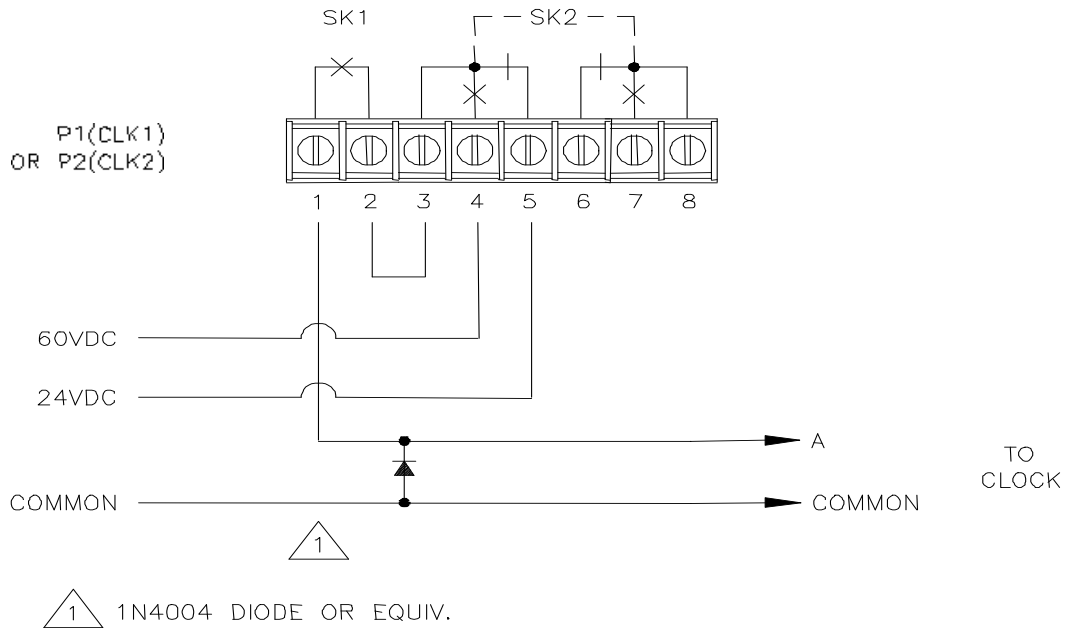 SK1
SK2
P1(CLK1)
OR P2(CLK2)
1 2 3 4 5 6 7 8
60VDC
24VDC
A
TO
CLOCK
COMMON
COMMON
1
1 1N4004 DIODE OR EQUIV.